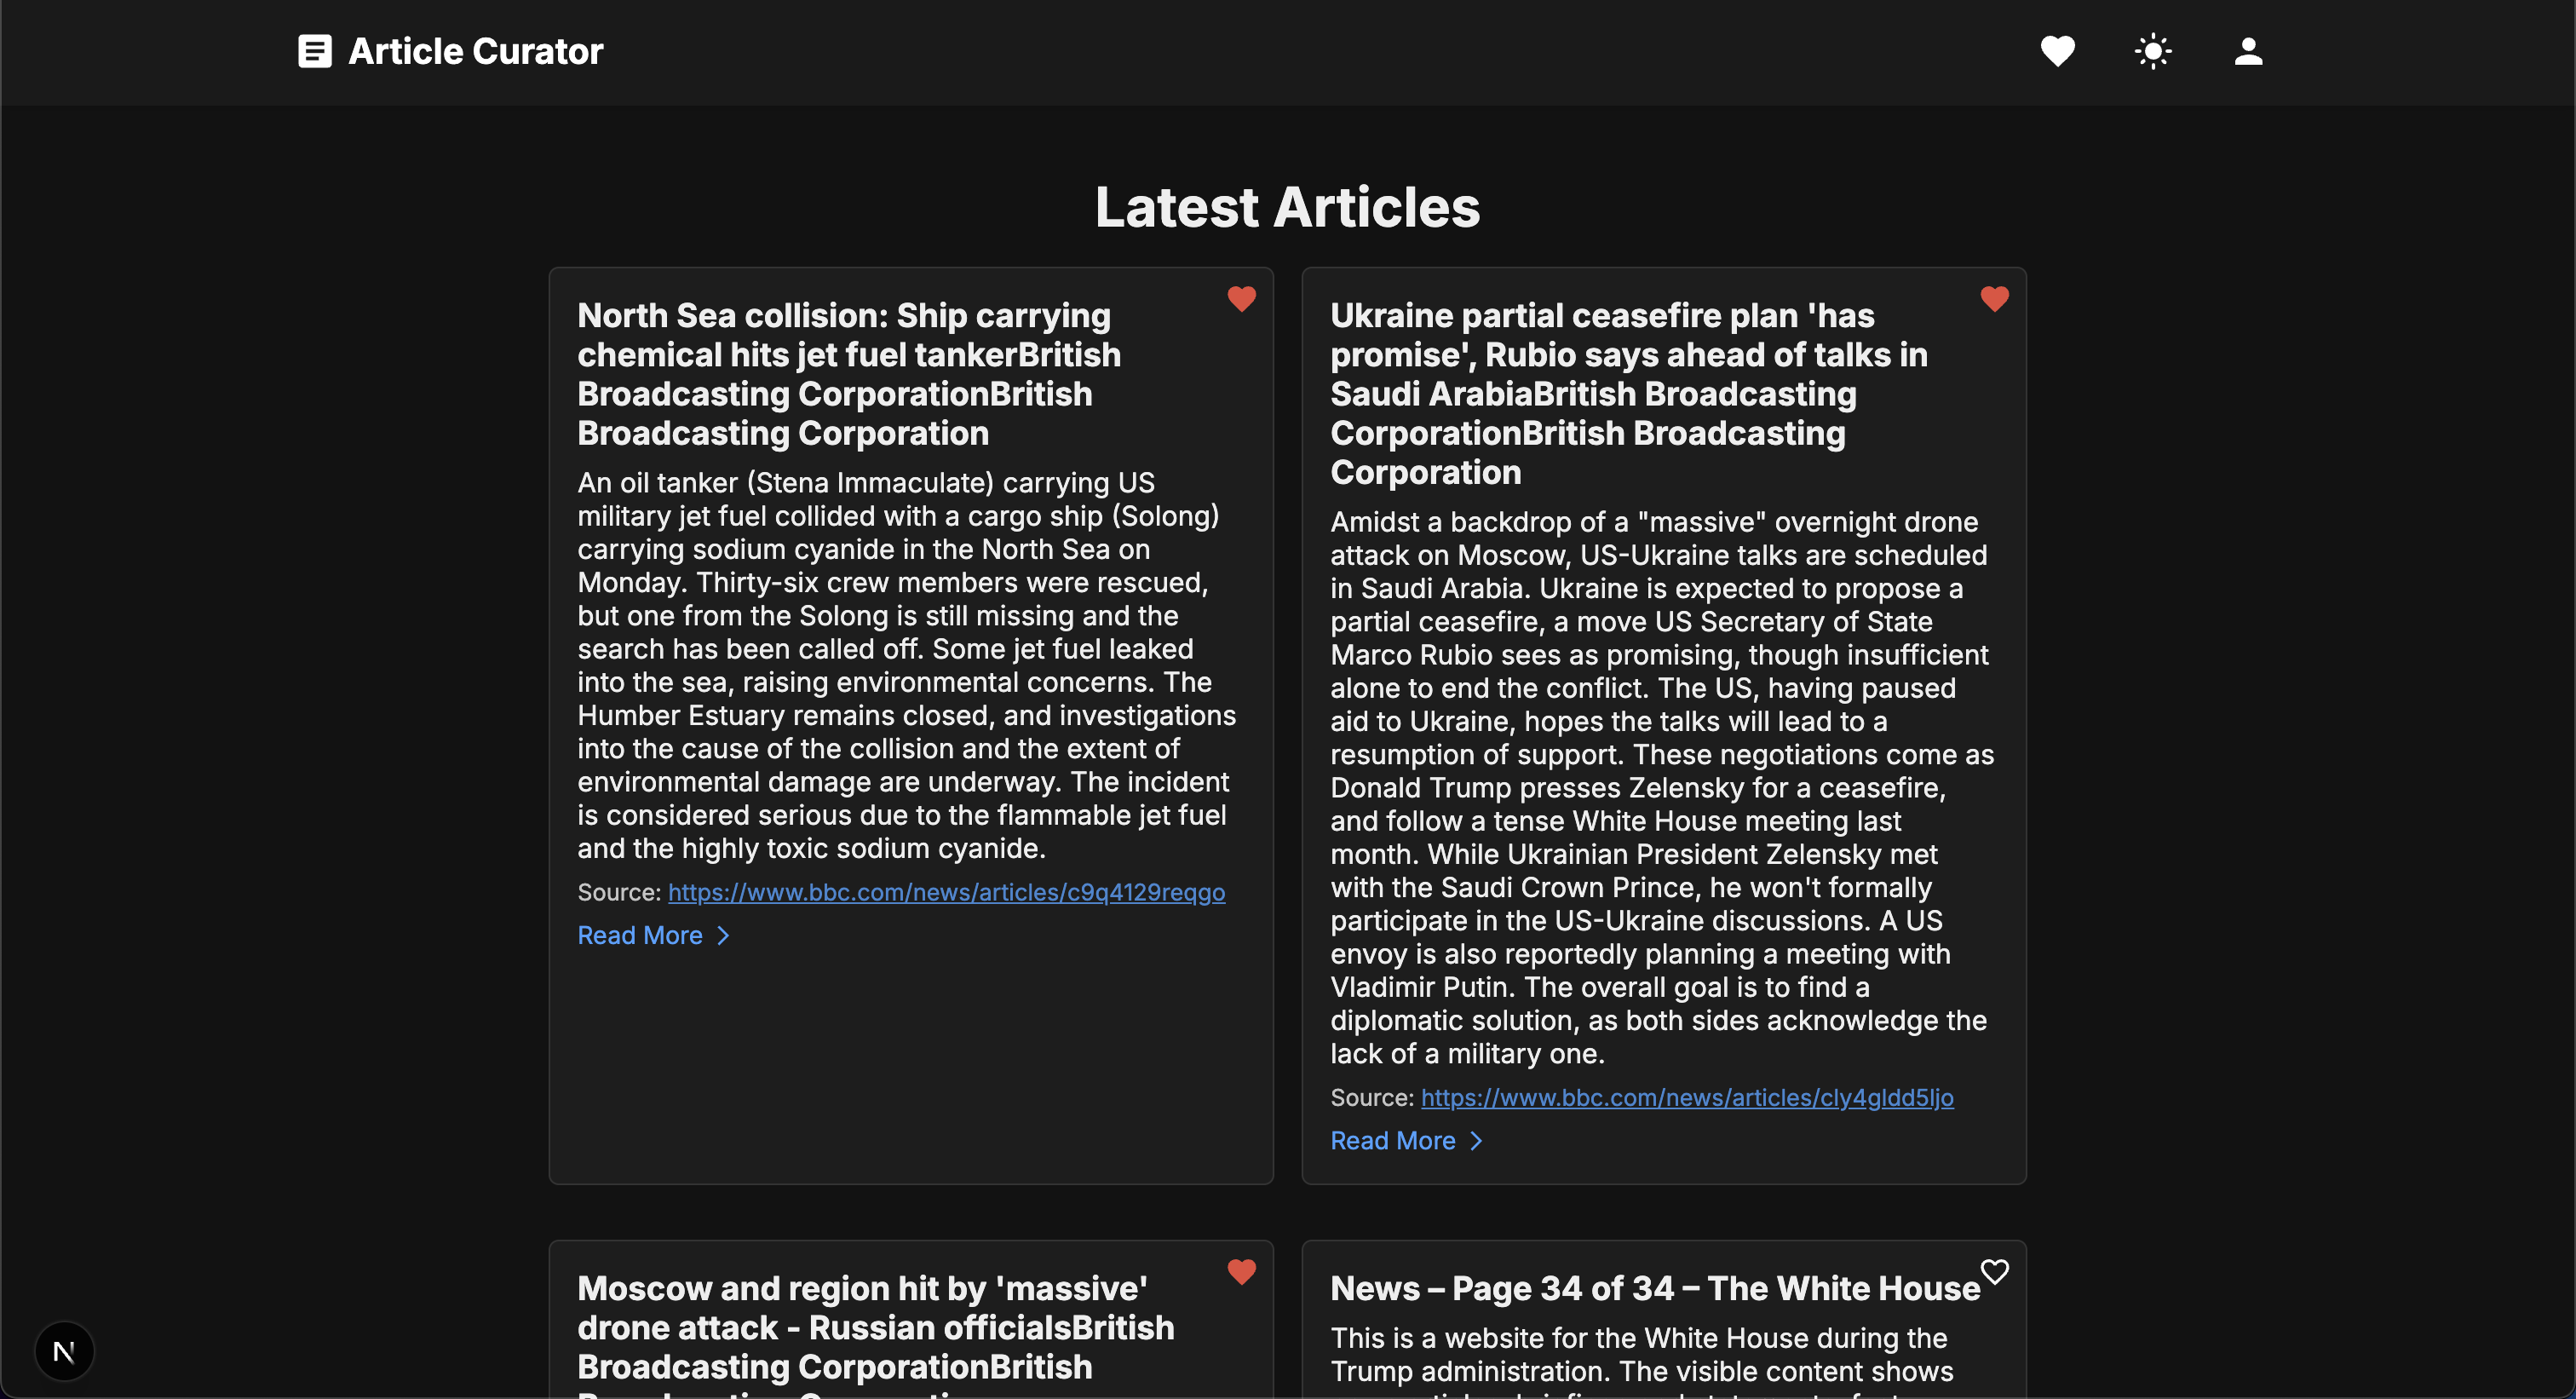 Article Curator
Latest Articles
North Sea collision: Ship carrying
chemical hits jet fuel tankerBritish
Broadcasting CorporationBritish
Broadcasting Corporation
An oil tanker (Stena Immaculate) carrying US
military jet fuel collided with a cargo ship (Solong)
carrying sodium cyanide in the North Sea on
Monday. Thirty-six crew members were rescued,
but one from the Solong is still missing and the
search has been called off. Some jet fuel leaked
into the sea, raising environmental concerns. The
Humber Estuary remains closed, and investigations
into the cause of the collision and the extent of
environmental damage are underway. The incident
is considered serious due to the flammable jet fuel
and the highly toxic sodium cyanide.
Source: https://www.bbc.com/news/articles/c9q4129reqgo
Read More
Ukraine partial ceasefire plan 'has
promise', Rubio says ahead of talks in
Saudi ArabiaBritish Broadcasting
CorporationBritish Broadcasting
Corporation
Amidst a backdrop of a "massive" overnight drone
attack on Moscow, US-Ukraine talks are scheduled
in Saudi Arabia. Ukraine is expected to propose a
partial ceasefire, a move US Secretary of State
Marco Rubio sees as promising, though insufficient
alone to end the conflict. The US, having paused
aid to Ukraine, hopes the talks will lead to a
resumption of support. These negotiations come as
Donald Trump presses Zelensky for a ceasefire,
and follow a tense White House meeting last
month. While Ukrainian President Zelensky met
with the Saudi Crown Prince, he won't formally
participate in the US-Ukraine discussions. A US
envoy is also reportedly planning a meeting with
Vladimir Putin. The overall goal is to find a
diplomatic solution, as both sides acknowledge the
lack of a military one.
Source: https://www.bbc.com/news/articles/cly4gldd5ljo
Read More
Moscow and region hit by 'massive'
drone attack - Russian officialsBritish
Broadcasting CorporationBritish
News – Page 34 of 34 – The White House
This is a website for the White House during the
Trump administration. The visible content shows
N